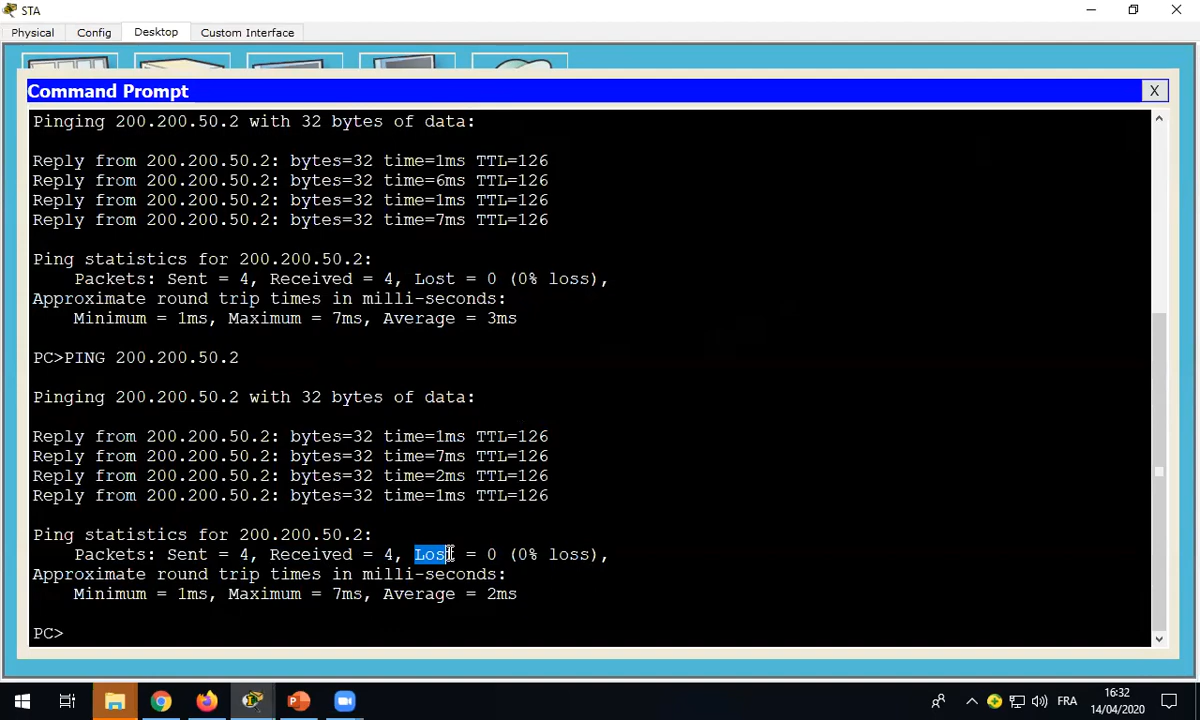 STA
Physical Config Desktop Custom Interface
Command Prompt X
Pinging 200.200.50.2 with 32 bytes of data:
Reply from 200.200.50.2: bytes=32 time=1ms TTL=126
Reply from 200.200.50.2: bytes=32 time=6ms TTL=126
Reply from 200.200.50.2: bytes=32 time=1ms TTL=126
Reply from 200.200.50.2: bytes=32 time=7ms TTL=126
Ping statistics for 200.200.50.2:
Packets: Sent = 4, Received = 4, Lost = 0 (0% loss),
Approximate round trip times in milli-seconds:
Minimum = 1ms, Maximum = 7ms, Average = 3ms
PC>PING 200.200.50.2
Pinging 200.200.50.2 with 32 bytes of data:
Reply from 200.200.50.2: bytes=32 time=1ms TTL=126
Reply from 200.200.50.2: bytes=32 time=7ms TTL=126
Reply from 200.200.50.2: bytes=32 time=2ms TTL=126
Reply from 200.200.50.2: bytes=32 time=1ms TTL=126
Ping statistics for 200.200.50.2:
Packets: Sent = 4, Received = 4, Lost = 0 (0% loss),
Approximate round trip times in milli-seconds:
Minimum = 1ms, Maximum = 7ms, Average = 2ms
PC>
FRA
16:32
14/04/2020